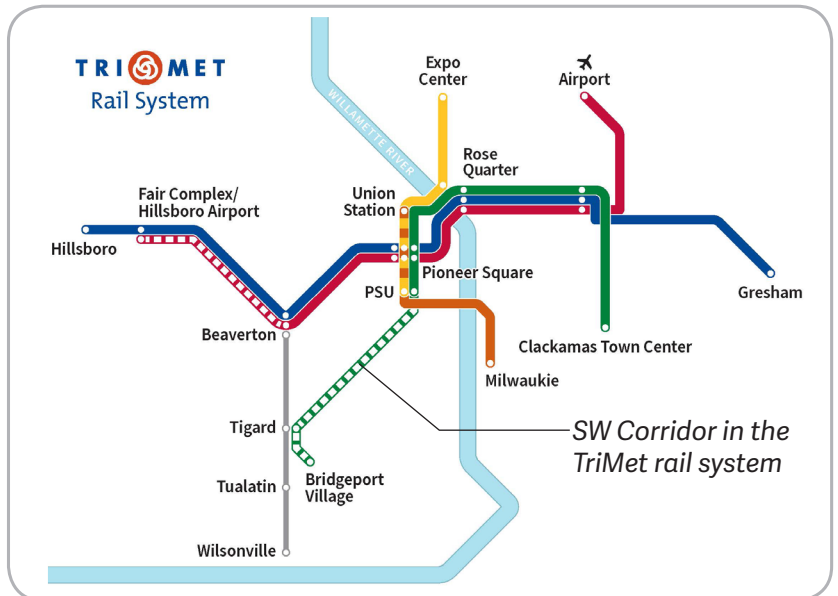 TRI MET
Rail System
WILLAMETTE RIVER
Expo
Center
Airport
Rose
Quarter
Union
Station
Fair Complex/
Hillsboro Airport
Hillsboro
Pioneer Square
PSU
Gresham
Beaverton
Clackamas Town Center
Milwaukie
Tigard
SW Corridor in the
TriMet rail system
Bridgeport
Village
Tualatin
Wilsonville